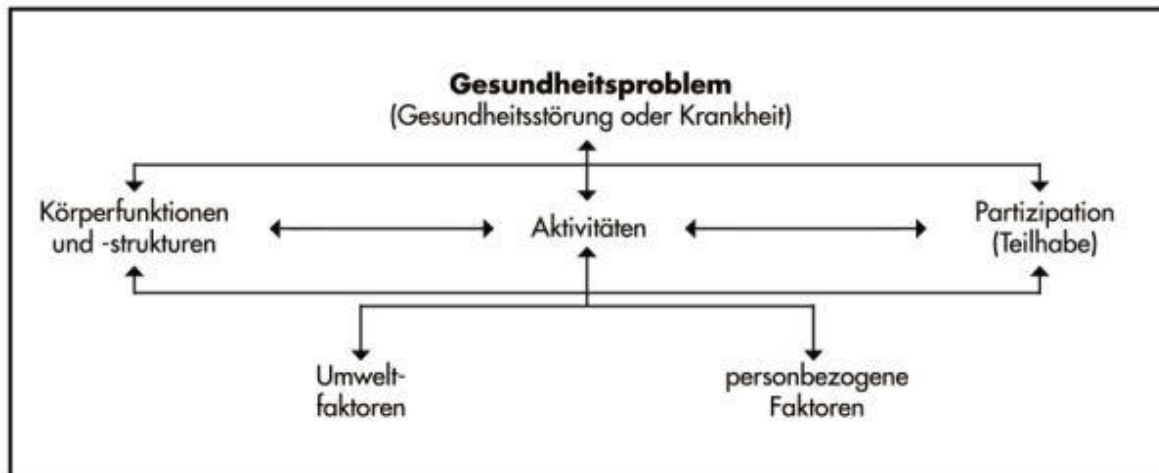 Gesundheitsproblem
(Gesundheitsstörung oder Krankheit)
Körperfunktionen
und -strukturen
Aktivitäten
Partizipation
(Teilhabe)
Umwelt-
faktoren
personbezogene
Faktoren